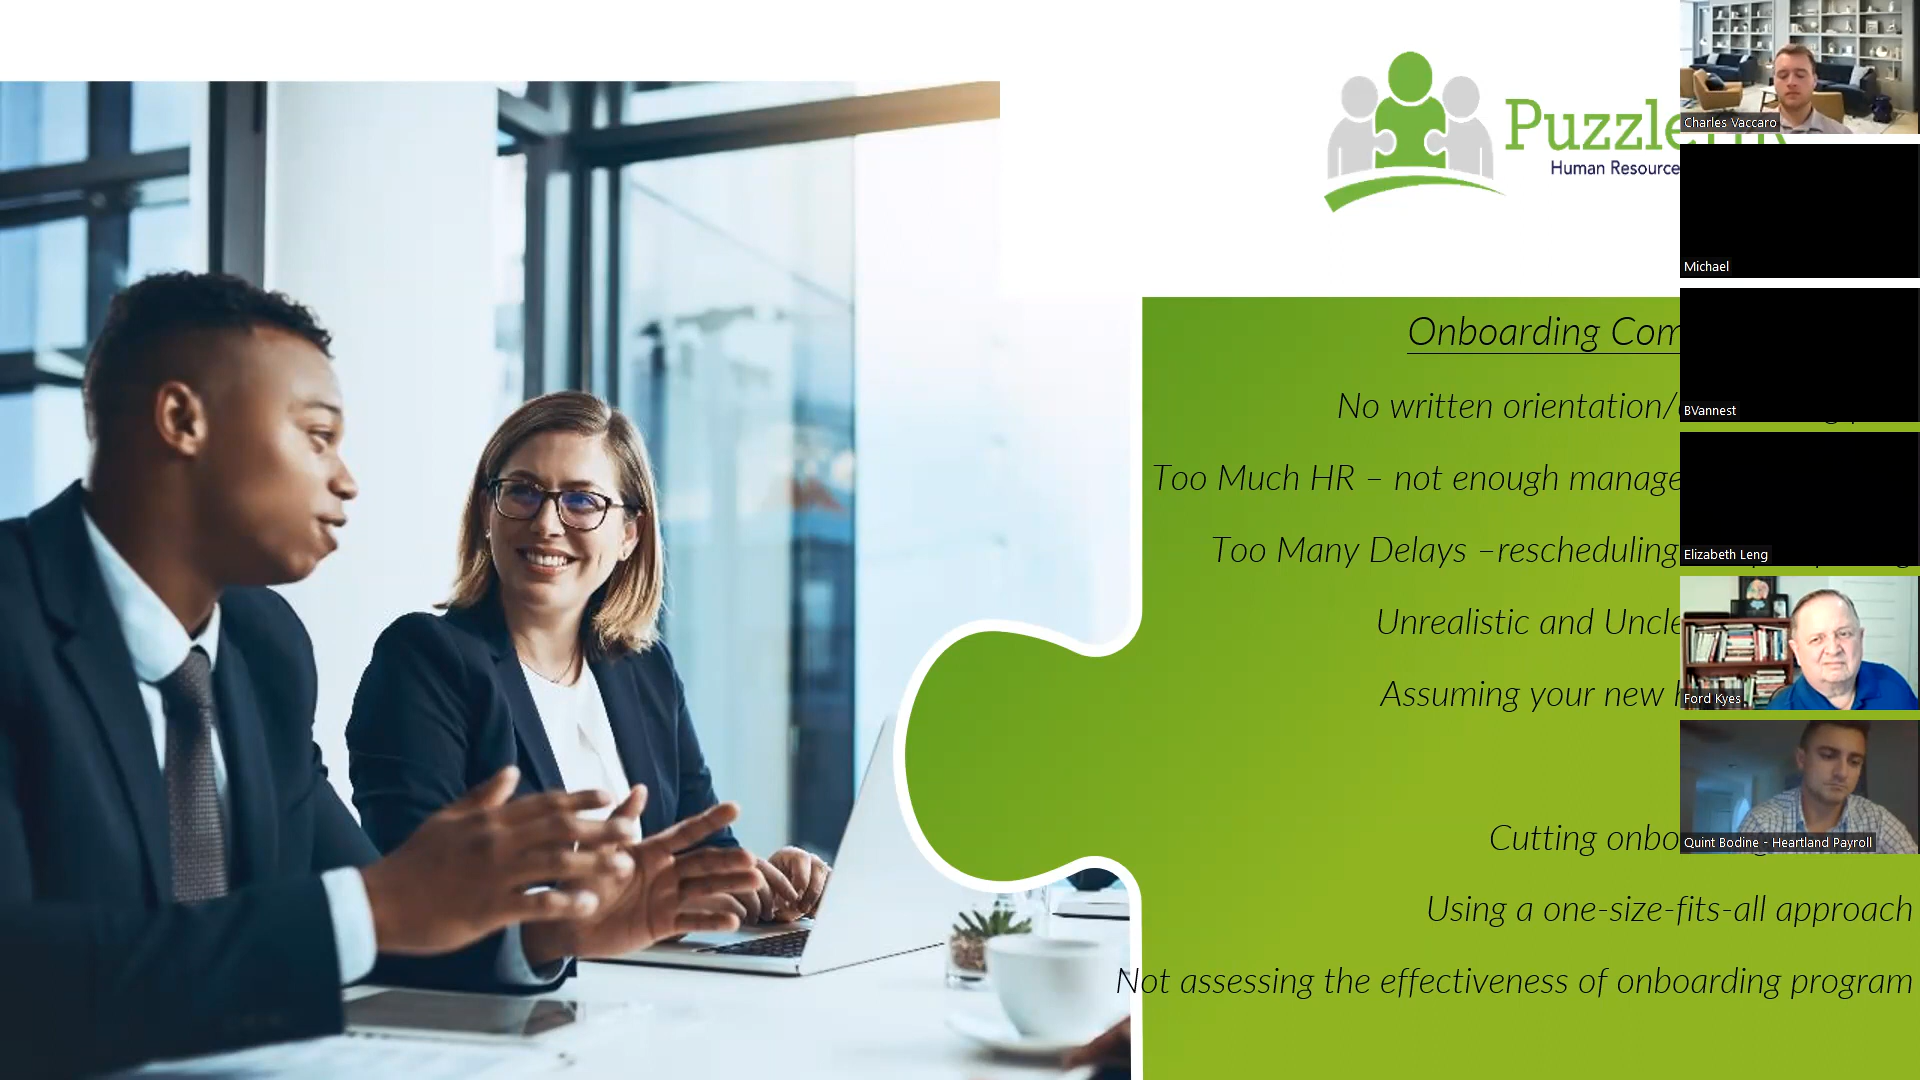 Puzzle
Human Resource
Onboarding Com
No written orientation/
Too Much HR – not enough manage
Too Many Delays –rescheduling
Unrealistic and Uncle
Assuming your new
Cutting onbo
Using a one-size-fits-all approach
Not assessing the effectiveness of onboarding program
Charles Vaccaro
Michael
BVannest
Elizabeth Leng
Ford Kyes
Quint Bodine - Heartland Payroll